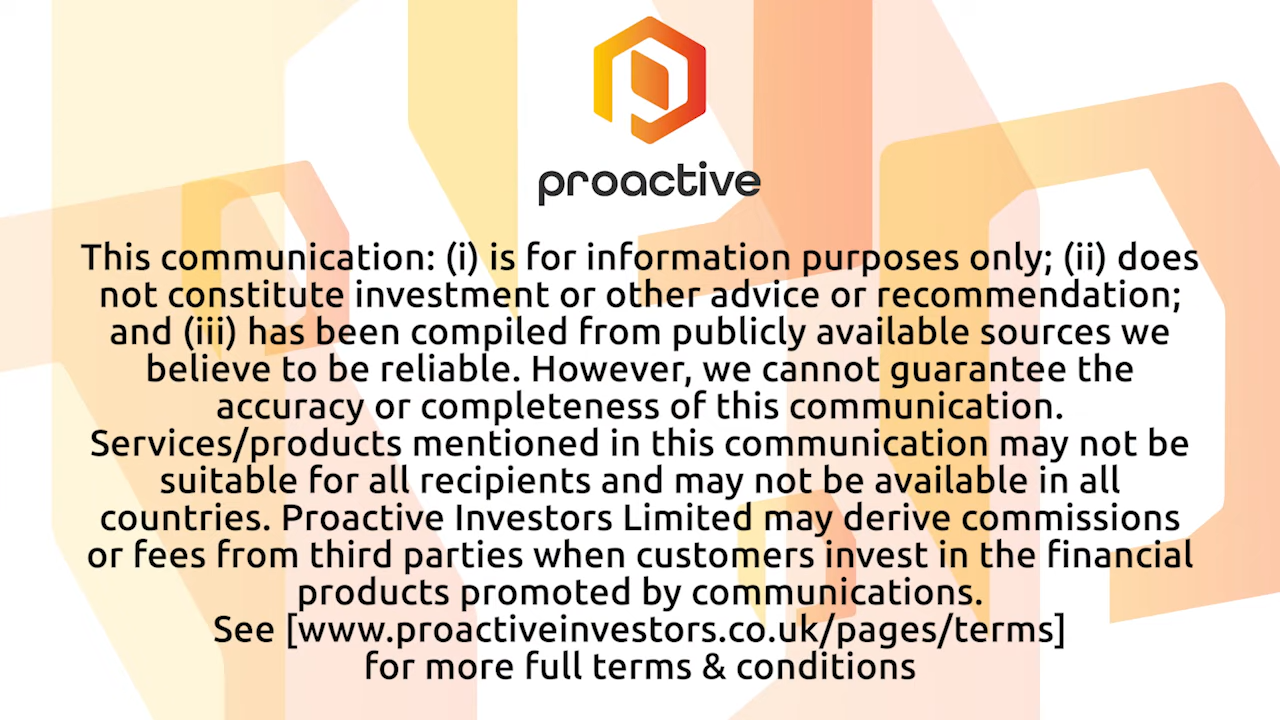 proactive
This communication: (i) is for information purposes only; (ii) does
not constitute investment or other advice or recommendation;
and (iii) has been compiled from publicly available sources we
believe to be reliable. However, we cannot guarantee the
accuracy or completeness of this communication.
Services/products mentioned in this communication may not be
suitable for all recipients and may not be available in all
countries. Proactive Investors Limited may derive commissions
or fees from third parties when customers invest in the financial
products promoted by communications.
See [www.proactiveinvestors.co.uk/pages/terms]
for more full terms & conditions